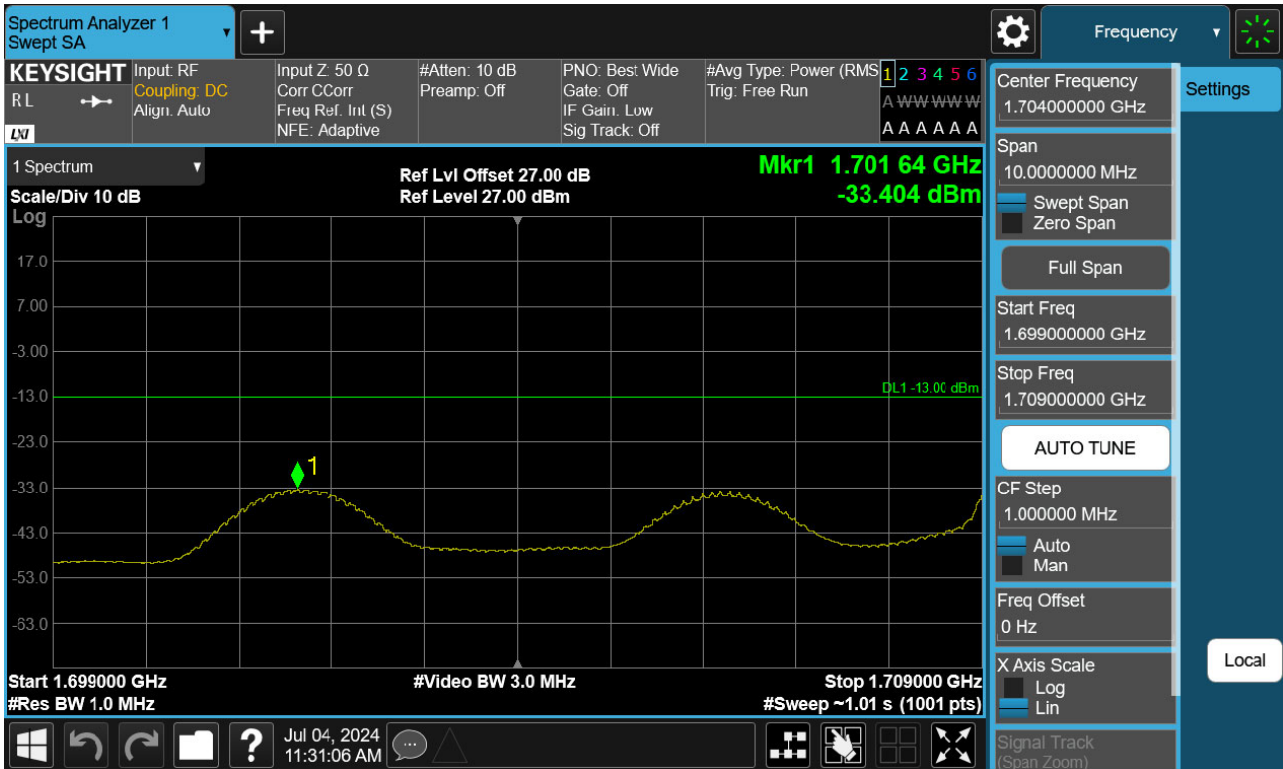 Spectrum Analyzer 1
Swept SA
Frequency
KEYSIGHT
R L
LXI
Input: RF
Coupling: DC
Align: Auto
Input Z: 50 Ω
Corr CCorr
Freq Ref: Int (S)
NFE: Adaptive
#Atten: 10 dB
Preamp: Off
PNO: Best Wide
Gate: Off
IF Gain: Low
Sig Track: Off
#Avg Type: Power (RMS
Trig: Free Run
1 2 3 4 5 6
A W W W W W
A A A A A A
1 Spectrum
Scale/Div 10 dB
Log
Ref Lvl Offset 27.00 dB
Ref Level 27.00 dBm
Mkr1 1.701 64 GHz
-33.404 dBm
17.0
7.00
-3.00
-13.0
-23.0
-33.0
-43.0
-53.0
-63.0
DL1 -13.00 dBm
1
Start 1.699000 GHz
#Res BW 1.0 MHz
#Video BW 3.0 MHz
Stop 1.709000 GHz
#Sweep ~1.01 s (1001 pts)
Center Frequency
1.704000000 GHz
Span
10.0000000 MHz
Swept Span
Zero Span
Full Span
Start Freq
1.699000000 GHz
Stop Freq
1.709000000 GHz
AUTO TUNE
CF Step
1.000000 MHz
Auto
Man
Freq Offset
0 Hz
X Axis Scale
Log
Lin
Signal Track
(Span Zoom)
Settings
Local
?
Jul 04, 2024
11:31:06 AM